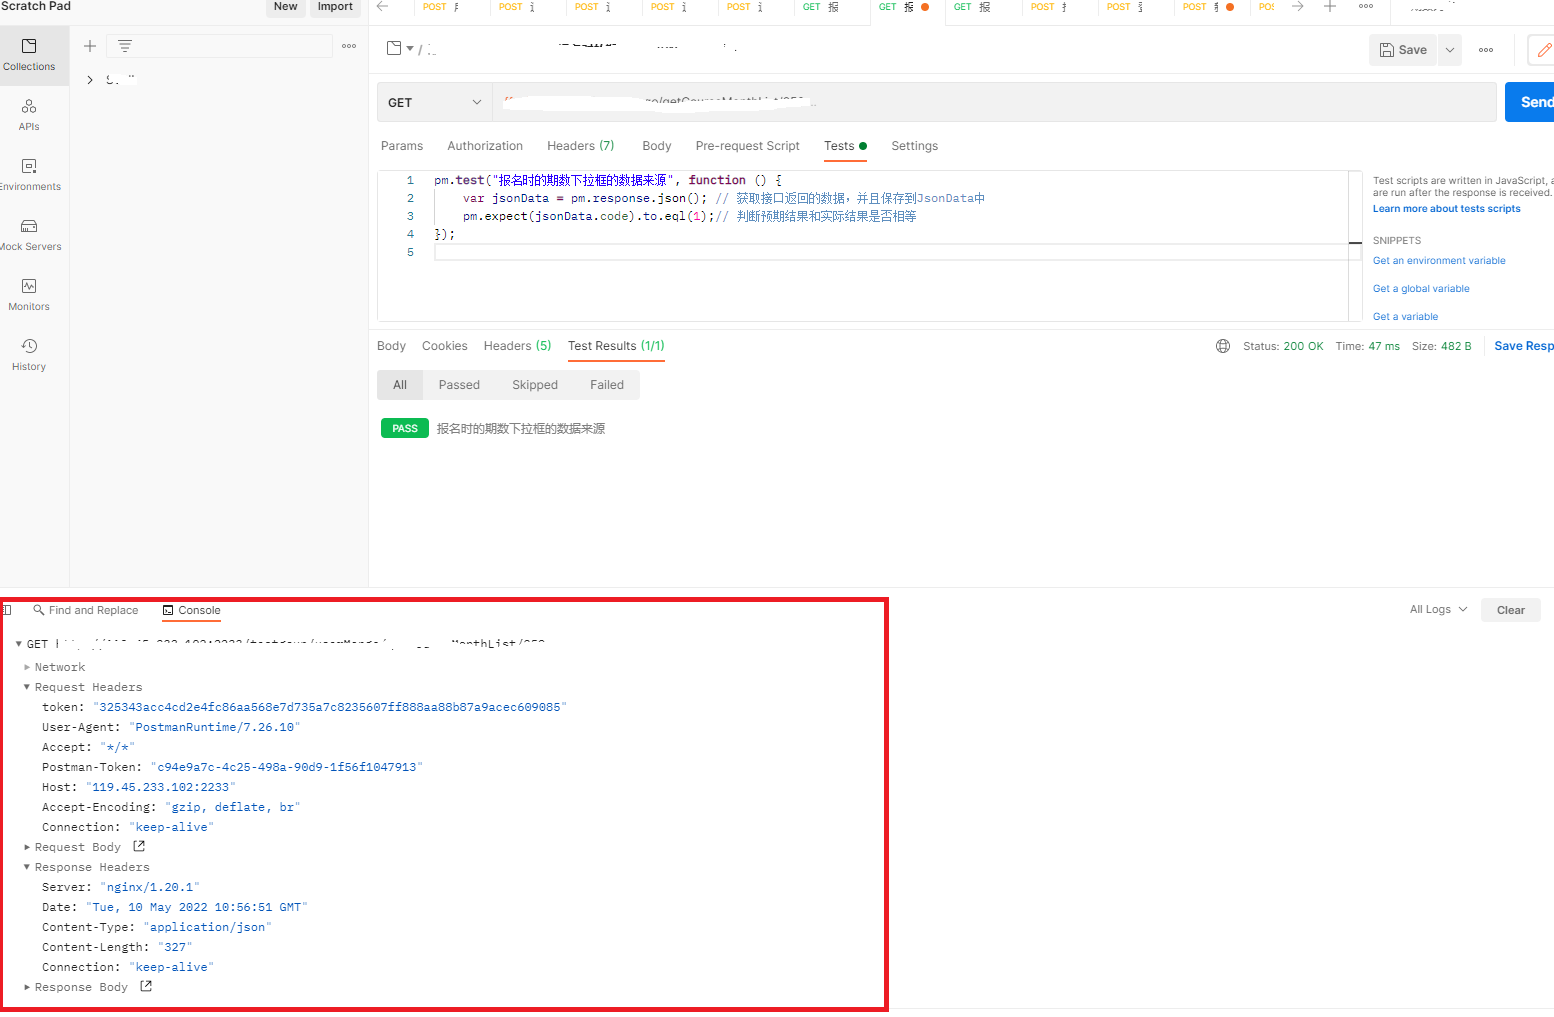 Scratch Pad New Import
POST POST POST POST POST GET 报 GET 报 GET 报 POST POST POST
Collections
APIs
Environments
Mock Servers
Monitors
History
Save
GET
Send
Params Authorization Headers (7) Body Pre-request Script Tests Settings
1 pm.test("报名时的期数下拉框的数据来源", function () {
2 var jsonData = pm.response.json(); // 获取接口返回的数据，并且保存到JsonData中
3 pm.expect(jsonData.code).to.eql(1);// 判断预期结果和实际结果是否相等
4 });
5
Test scripts are written in JavaScript, a
are run after the response is received.
Learn more about tests scripts
SNIPPETS
Get an environment variable
Get a global variable
Get a variable
Body Cookies Headers (5) Test Results (1/1) Status: 200 OK Time: 47 ms Size: 482 B Save Resp
All Passed Skipped Failed
PASS 报名时的期数下拉框的数据来源
Find and Replace Console All Logs Clear
GET
Network
Request Headers
token: "325343acc4cd2e4fc86aa568e7d735a7c8235607ff888aa88b87a9acec609085"
User-Agent: "PostmanRuntime/7.26.10"
Accept: "*/*"
Postman-Token: "c94e9a7c-4c25-498a-90d9-1f56f1047913"
Host: "119.45.233.102:2233"
Accept-Encoding: "gzip, deflate, br"
Connection: "keep-alive"
Request Body
Response Headers
Server: "nginx/1.20.1"
Date: "Tue, 10 May 2022 10:56:51 GMT"
Content-Type: "application/json"
Content-Length: "327"
Connection: "keep-alive"
Response Body